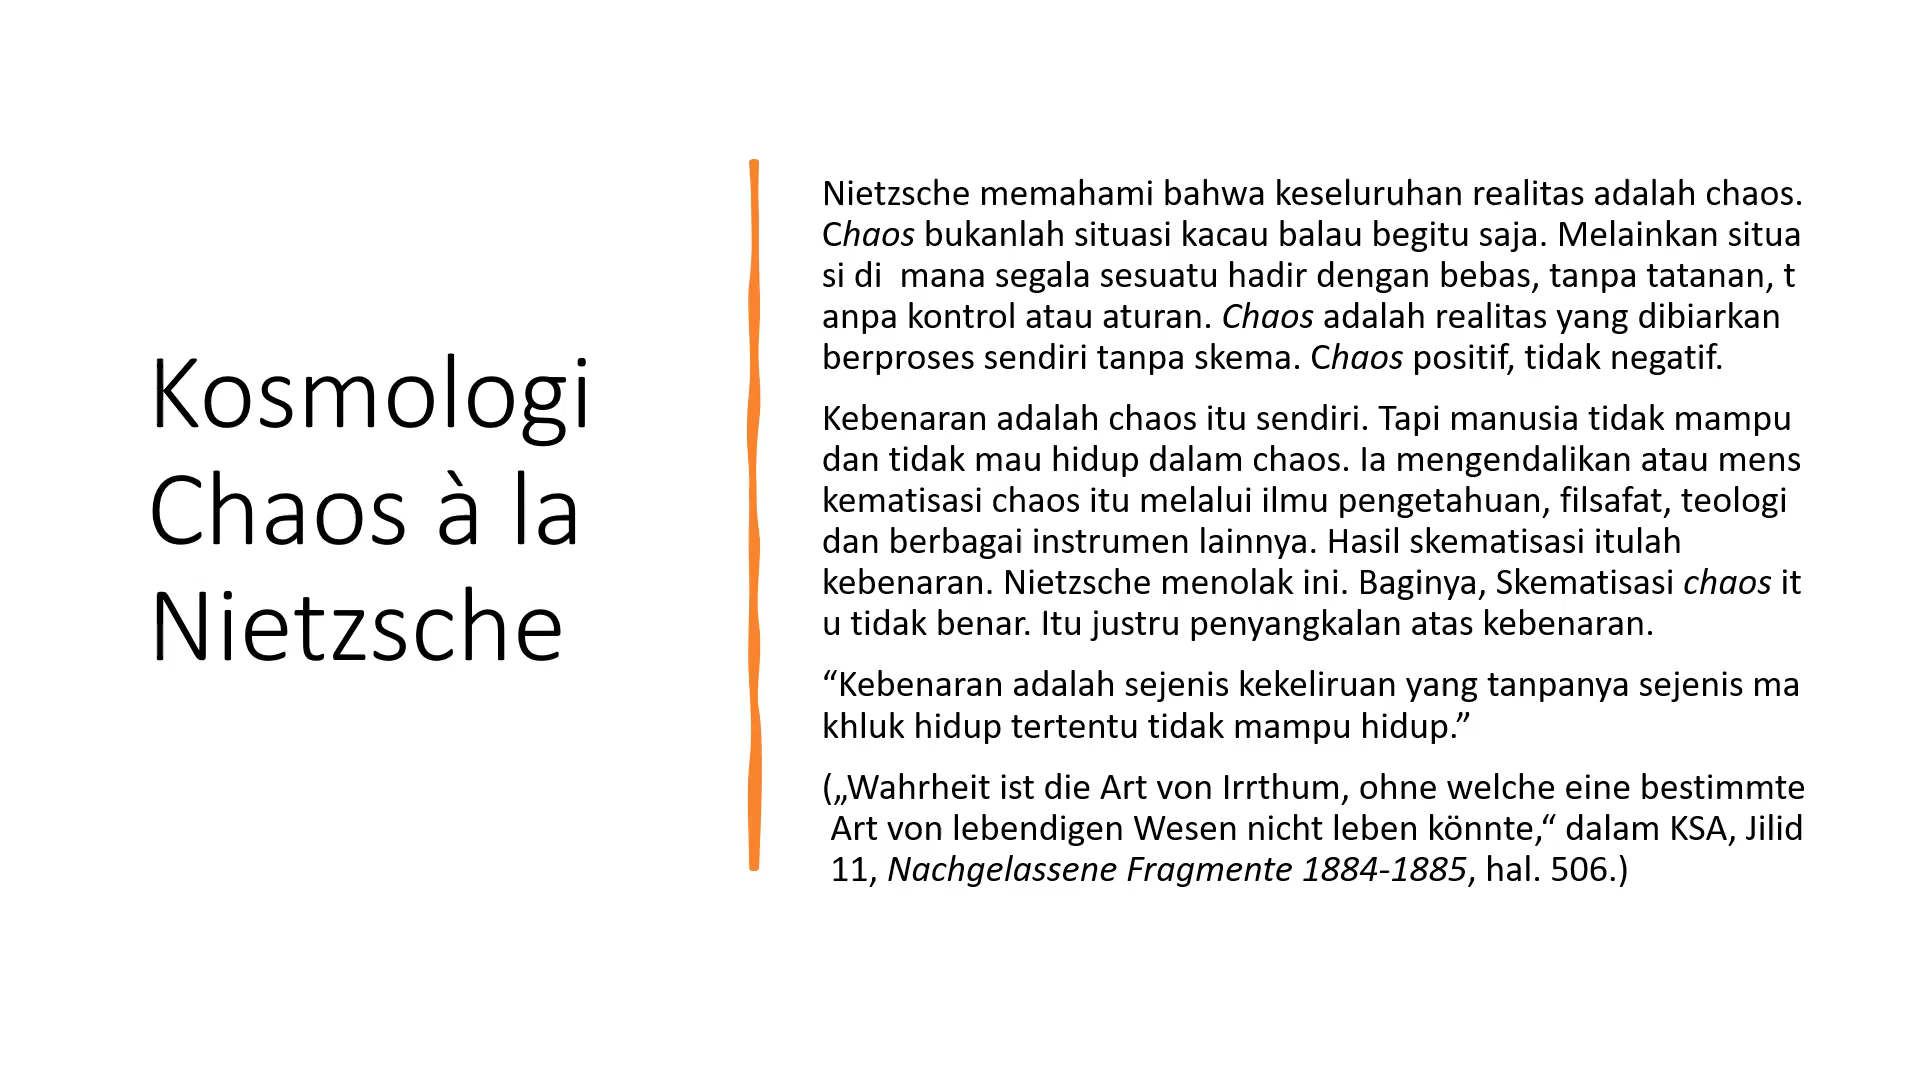 Kosmologi
Chaos à la
Nietzsche
Nietzsche memahami bahwa keseluruhan realitas adalah chaos.
Chaos bukanlah situasi kacau balau begitu saja. Melainkan situa
si di  mana segala sesuatu hadir dengan bebas, tanpa tatanan, t
anpa kontrol atau aturan. Chaos adalah realitas yang dibiarkan
berproses sendiri tanpa skema. Chaos positif, tidak negatif.
Kebenaran adalah chaos itu sendiri. Tapi manusia tidak mampu
dan tidak mau hidup dalam chaos. Ia mengendalikan atau mens
kematisasi chaos itu melalui ilmu pengetahuan, filsafat, teologi
dan berbagai instrumen lainnya. Hasil skematisasi itulah
kebenaran. Nietzsche menolak ini. Baginya, Skematisasi chaos it
u tidak benar. Itu justru penyangkalan atas kebenaran.
“Kebenaran adalah sejenis kekeliruan yang tanpanya sejenis ma
khluk hidup tertentu tidak mampu hidup.”
(„Wahrheit ist die Art von Irrthum, ohne welche eine bestimmte
Art von lebendigen Wesen nicht leben könnte,“ dalam KSA, Jilid
11, Nachgelassene Fragmente 1884-1885, hal. 506.)